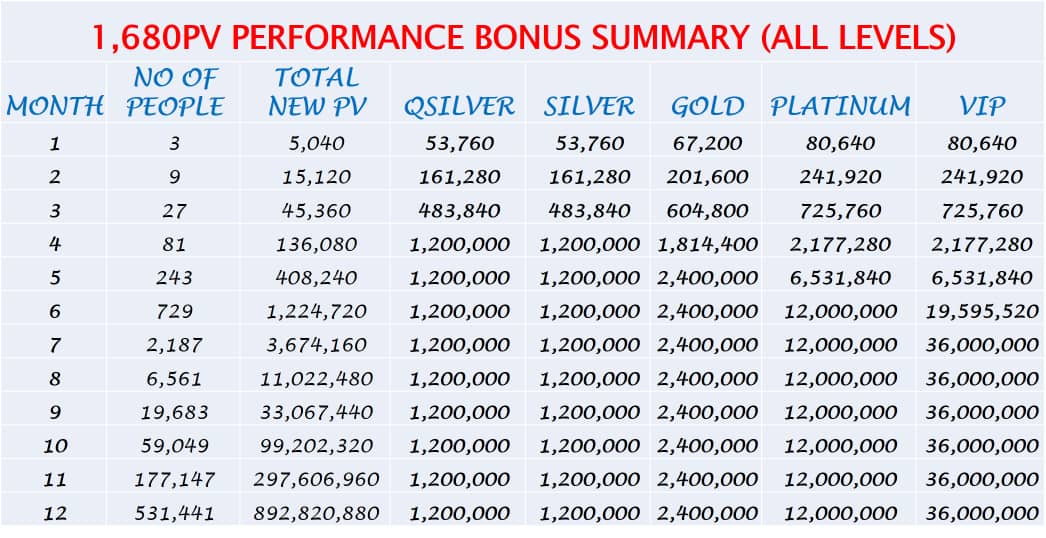 1,680PV PERFORMANCE BONUS SUMMARY (ALL LEVELS)
MONTH NO OF PEOPLE TOTAL NEW PV QSILVER SILVER GOLD PLATINUM VIP
1 3 5,040 53,760 53,760 67,200 80,640 80,640
2 9 15,120 161,280 161,280 201,600 241,920 241,920
3 27 45,360 483,840 483,840 604,800 725,760 725,760
4 81 136,080 1,200,000 1,200,000 1,814,400 2,177,280 2,177,280
5 243 408,240 1,200,000 1,200,000 2,400,000 6,531,840 6,531,840
6 729 1,224,720 1,200,000 1,200,000 2,400,000 12,000,000 19,595,520
7 2,187 3,674,160 1,200,000 1,200,000 2,400,000 12,000,000 36,000,000
8 6,561 11,022,480 1,200,000 1,200,000 2,400,000 12,000,000 36,000,000
9 19,683 33,067,440 1,200,000 1,200,000 2,400,000 12,000,000 36,000,000
10 59,049 99,202,320 1,200,000 1,200,000 2,400,000 12,000,000 36,000,000
11 177,147 297,606,960 1,200,000 1,200,000 2,400,000 12,000,000 36,000,000
12 531,441 892,820,880 1,200,000 1,200,000 2,400,000 12,000,000 36,000,000